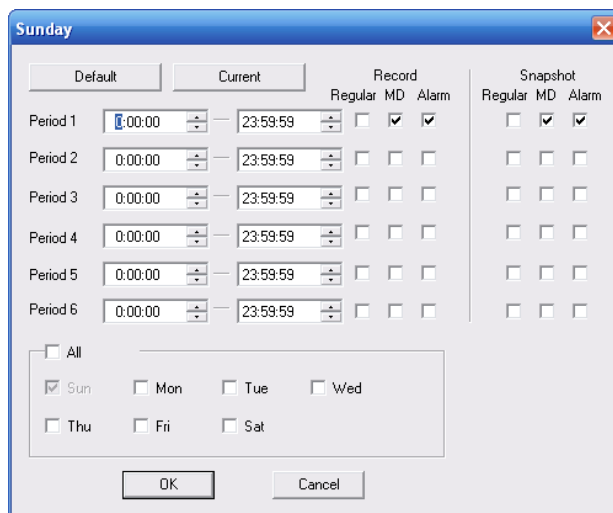 Sunday
Default Current Record Snapshot
Regular MD Alarm Regular MD Alarm
Period 1 0:00:00 23:59:59
Period 2 0:00:00 23:59:59
Period 3 0:00:00 23:59:59
Period 4 0:00:00 23:59:59
Period 5 0:00:00 23:59:59
Period 6 0:00:00 23:59:59
All
Sun Mon Tue Wed
Thu Fri Sat
OK Cancel